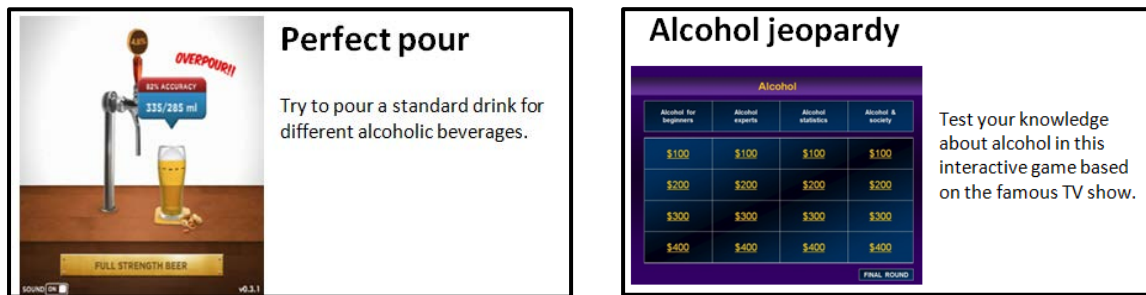 Perfect pour
4.8%
OVERPOUR!!
82% ACCURACY
335/285 ml
Try to pour a standard drink for
different alcoholic beverages.
FULL STRENGTH BEER
SOUND ON
v0.3.1
Alcohol jeopardy
Alcohol
Alcohol for
beginners
Alcohol
experts
Alcohol
statistics
Alcohol &
society
$100 $100 $100 $100
$200 $200 $200 $200
$300 $300 $300 $300
$400 $400 $400 $400
FINAL ROUND
Test your knowledge
about alcohol in this
interactive game based
on the famous TV show.